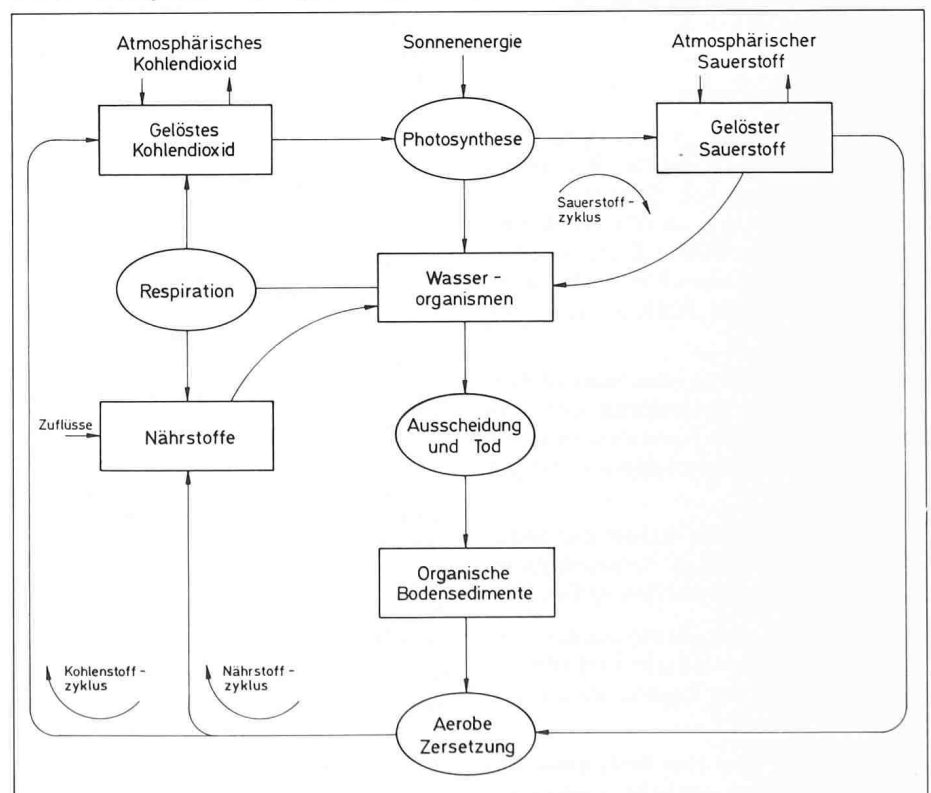 Atmosphärisches
Kohlendioxid
Sonnenenergie
Atmosphärischer
Sauerstoff
Gelöstes
Kohlendioxid
Photosynthese
Gelöster
Sauerstoff
Sauerstoff-
zyklus
Respiration
Wasser-
organismen
Zuflüsse
Nährstoffe
Ausscheidung
und Tod
Organische
Bodensedimente
Kohlenstoff-
zyklus
Nährstoff-
zyklus
Aerobe
Zersetzung